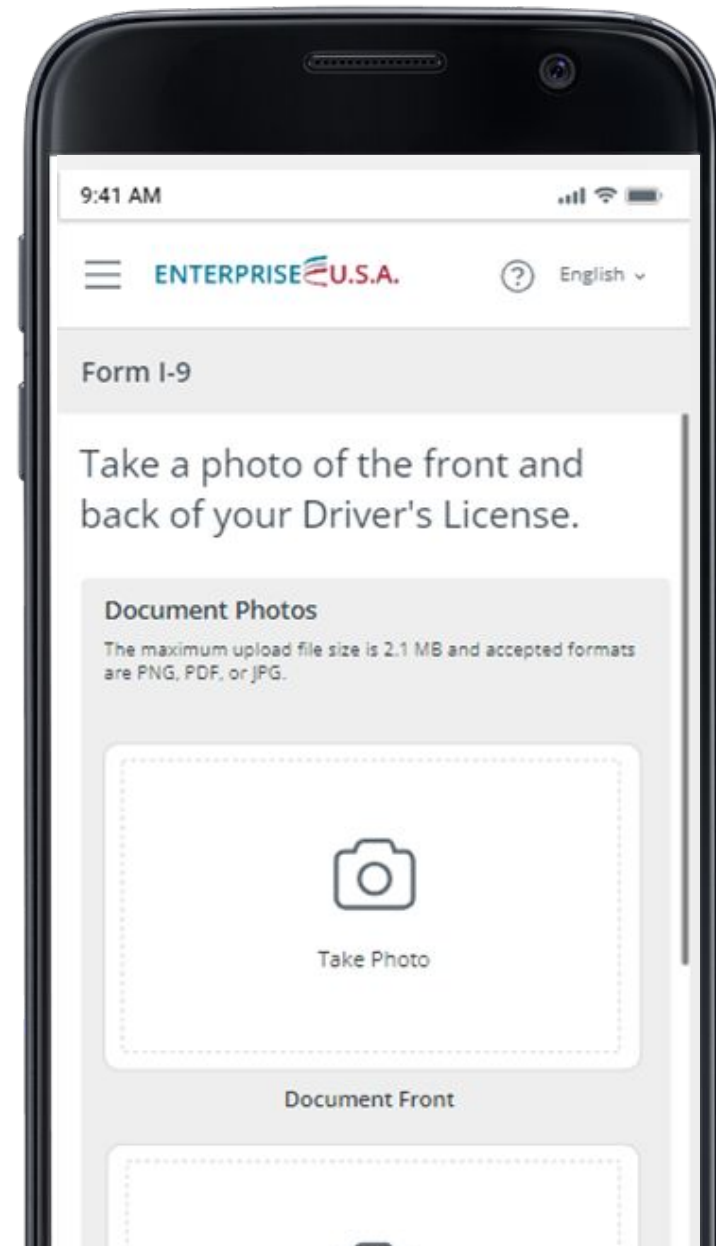 9:41 AM
ENTERPRISE U.S.A.
English
Form I-9
Take a photo of the front and
back of your Driver's License.
Document Photos
The maximum upload file size is 2.1 MB and accepted formats
are PNG, PDF, or JPG.
Take Photo
Document Front